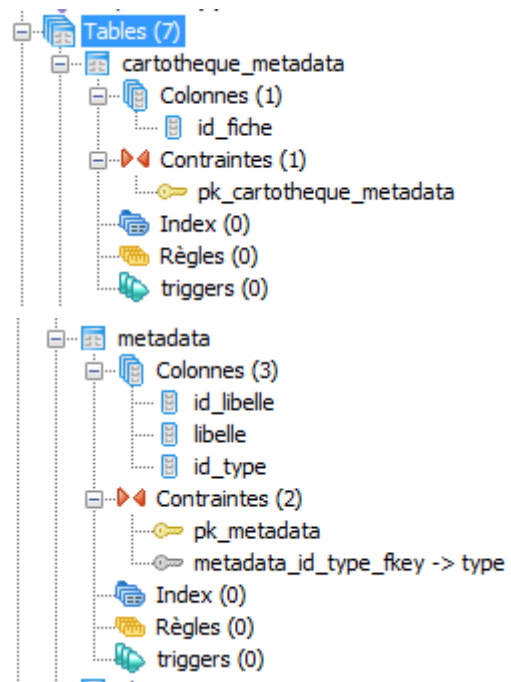 Tables (7)
cartotheque_metadata
Colonnes (1)
id_fiche
Contraintes (1)
pk_cartotheque_metadata
Index (0)
Règles (0)
triggers (0)
metadata
Colonnes (3)
id_libelle
libelle
id_type
Contraintes (2)
pk_metadata
metadata_id_type_fkey -> type
Index (0)
Règles (0)
triggers (0)